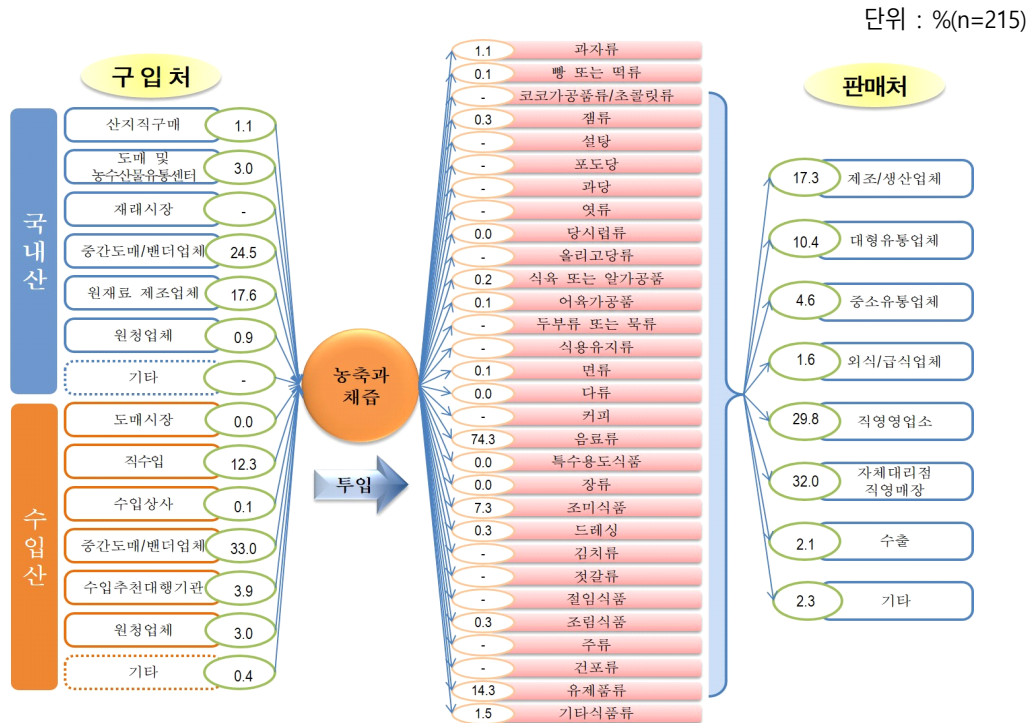 단위 : %(n=215)
구입처
국내산
산지직구매 1.1
도매 및
농수산물유통센터 3.0
재래시장 -
중간도매/밴더업체 24.5
원재료 제조업체 17.6
원청업체 0.9
기타 -
수입산
도매시장 0.0
직수입 12.3
수입상사 0.1
중간도매/밴더업체 33.0
수입추천대행기관 3.9
원청업체 3.0
기타 0.4
농축과
채즙
투입
1.1 과자류
0.1 빵 또는 떡류
- 코코가공품류/초콜릿류
0.3 잼류
- 설탕
- 포도당
- 과당
- 엿류
0.0 당시럽류
- 올리고당류
0.2 식육 또는 알가공품
0.1 어육가공품
- 두부류 또는 묵류
- 식용유지류
0.1 면류
0.0 다류
- 커피
74.3 음료류
0.0 특수용도식품
0.0 장류
7.3 조미식품
0.3 드레싱
- 김치류
- 젓갈류
- 절임식품
0.3 조림식품
- 주류
- 건포류
14.3 유제품류
1.5 기타식품류
판매처
17.3 제조/생산업체
10.4 대형유통업체
4.6 중소유통업체
1.6 외식/급식업체
29.8 직영영업소
32.0 자체대리점
직영매장
2.1 수출
2.3 기타